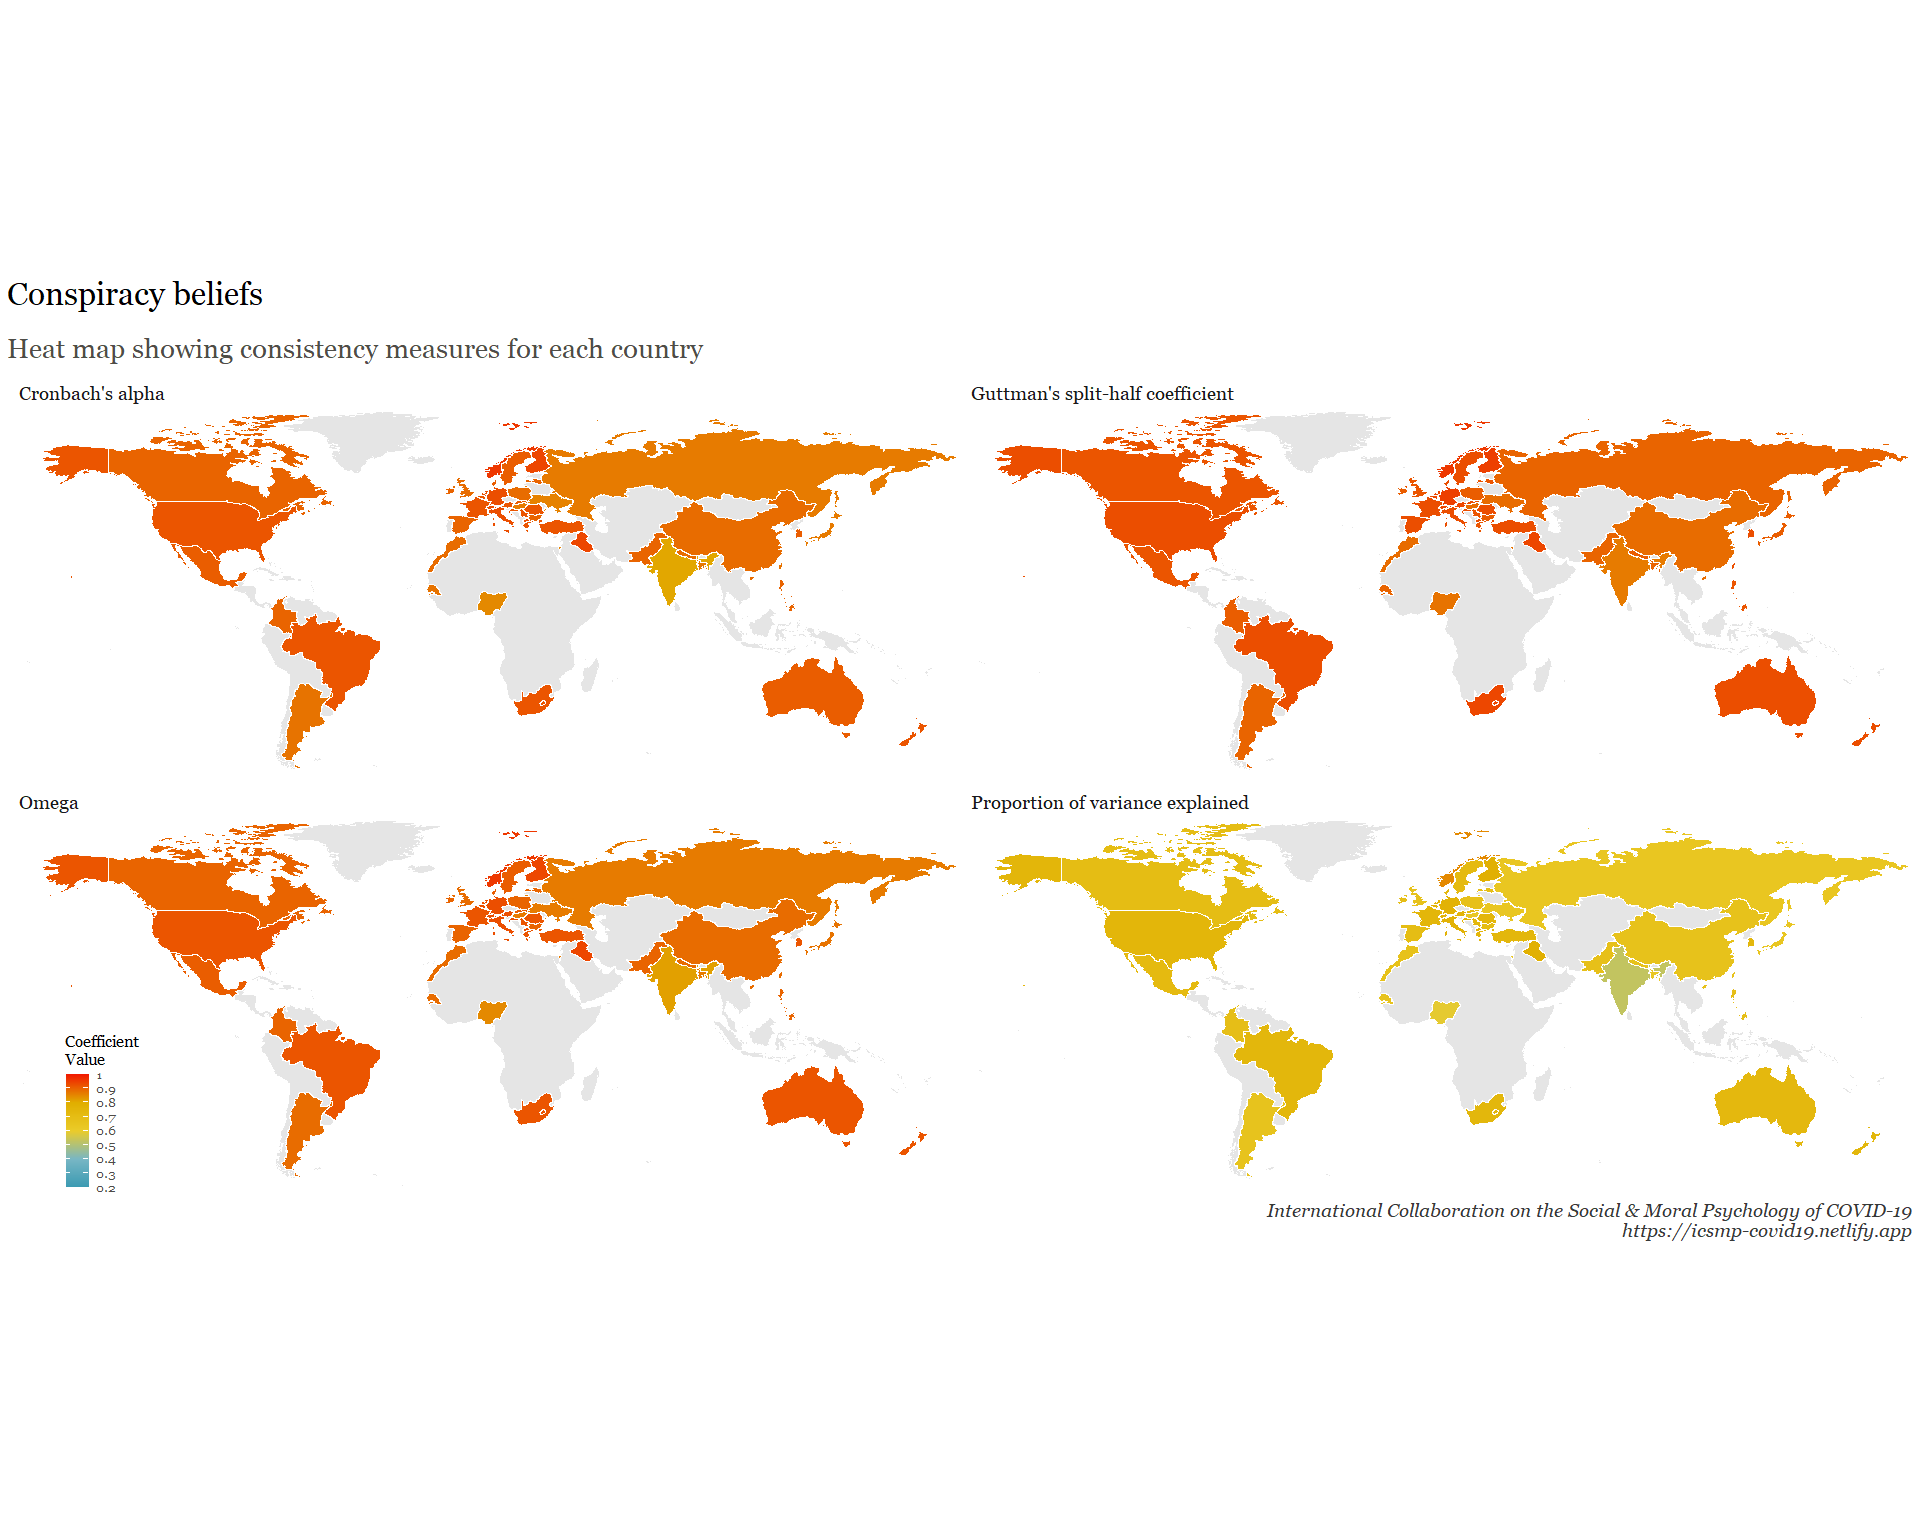 Conspiracy beliefs
Heat map showing consistency measures for each country
Cronbach's alpha
Guttman's split-half coefficient
Omega
Proportion of variance explained
Coefficient
Value
1
0.9
0.8
0.7
0.6
0.5
0.4
0.3
0.2
International Collaboration on the Social & Moral Psychology of COVID-19
https://icsmp-covid19.netlify.app